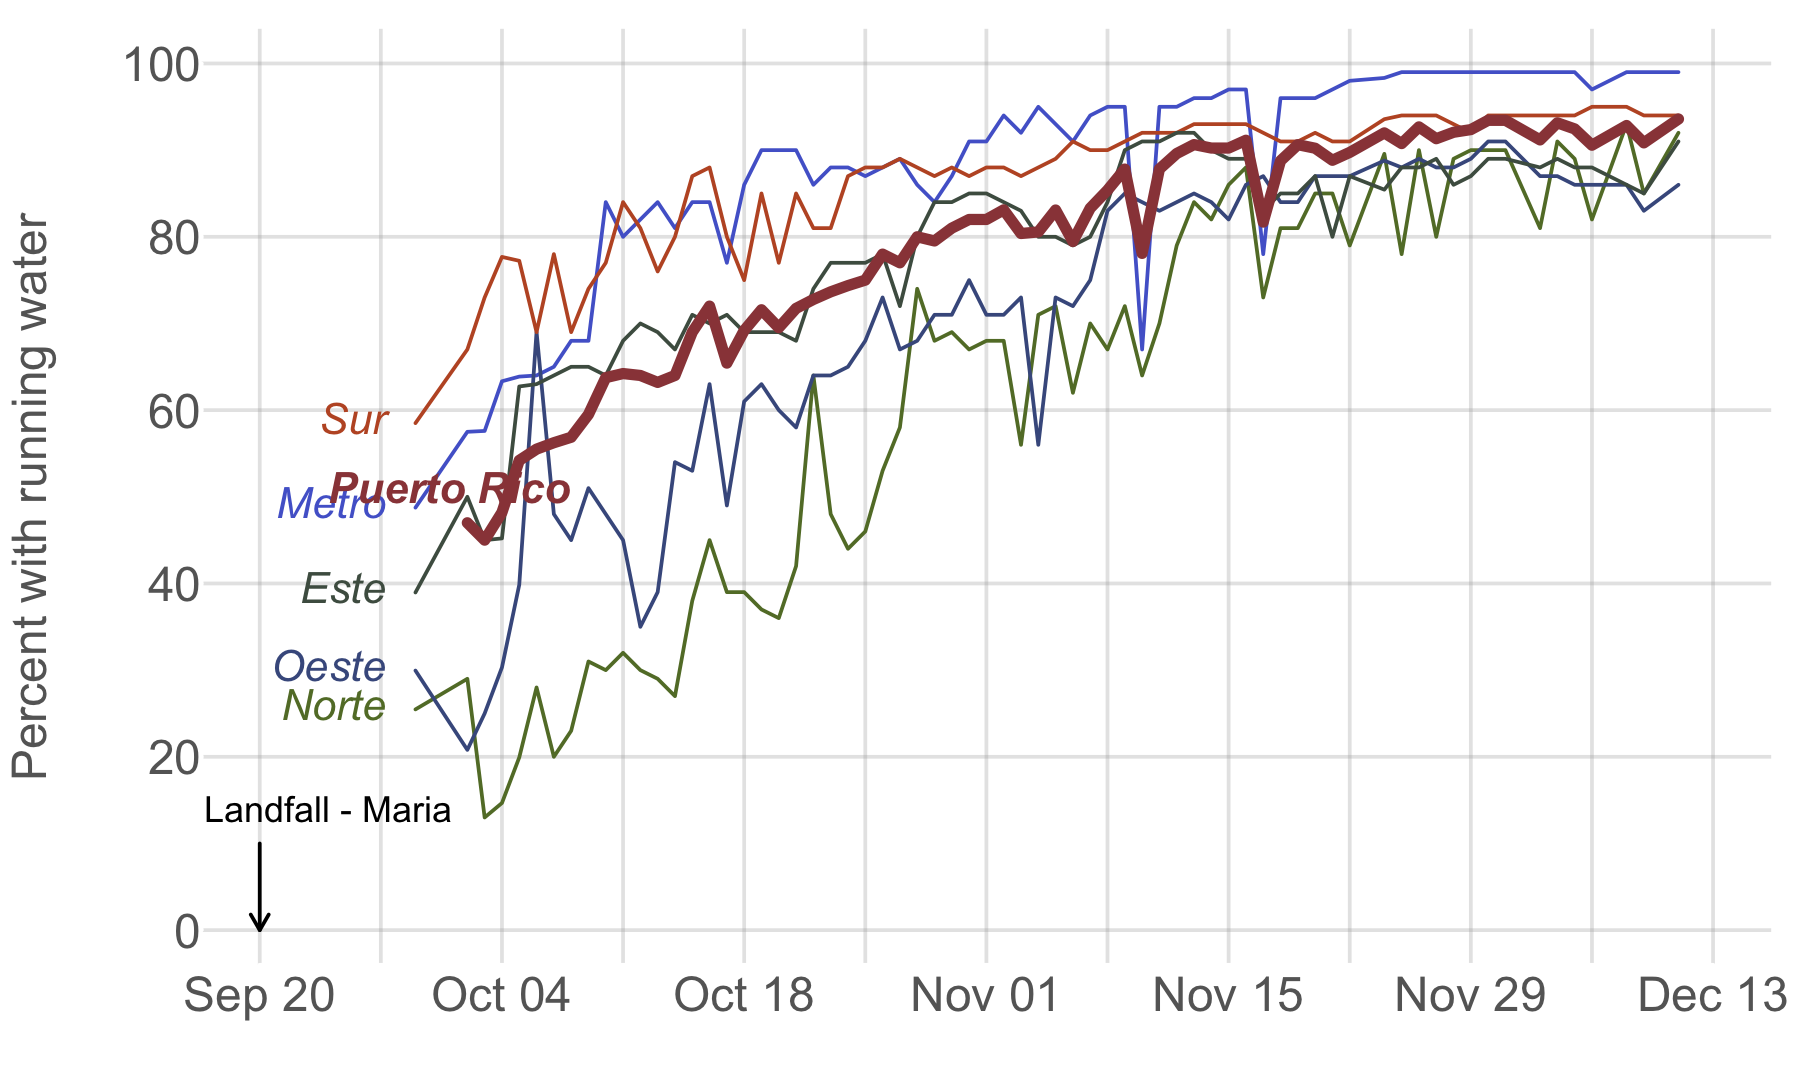 Percent with running water
100
80
60
40
20
0
Sur
Puerto Rico
Metro
Este
Oeste
Norte
Landfall - Maria
Sep 20
Oct 04
Oct 18
Nov 01
Nov 15
Nov 29
Dec 13